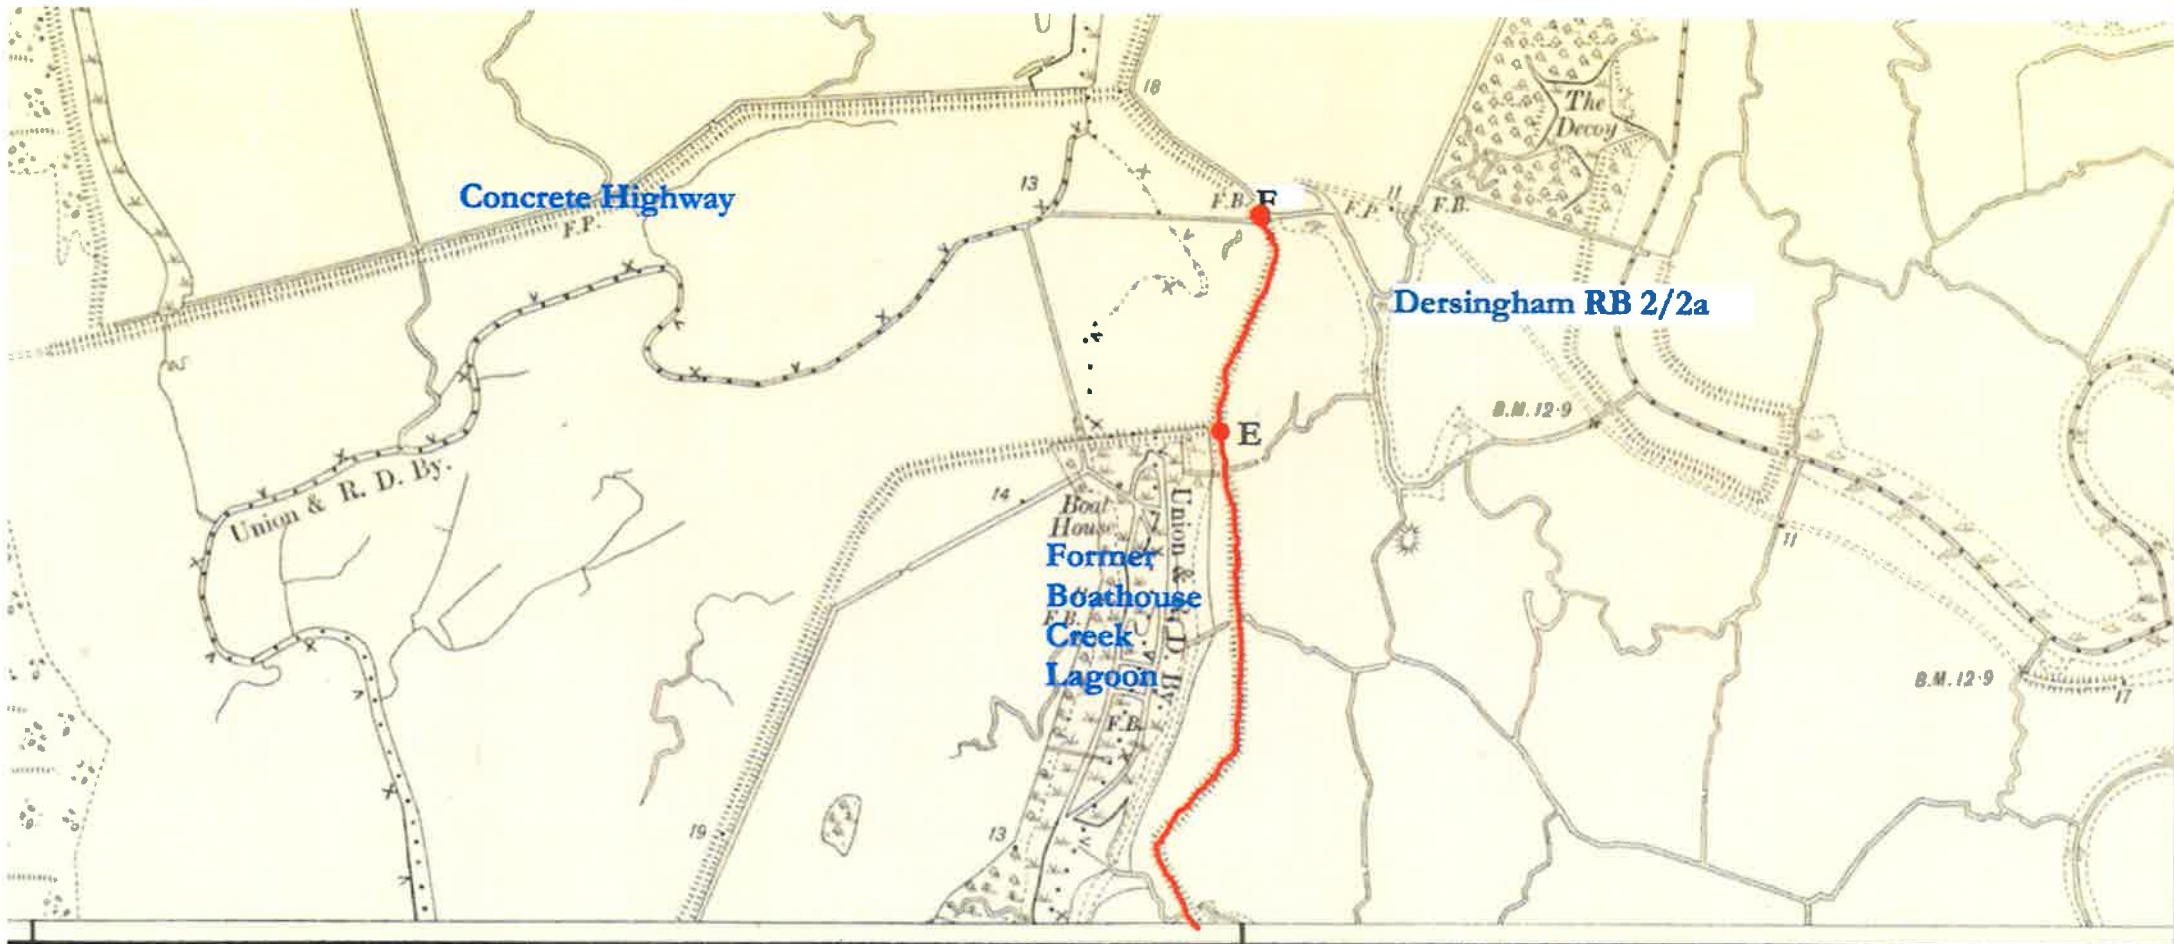 18
The
Decoy
13
F.B.
F
F.P.
11
F.B.
Concrete Highway
F.P.
Dersingham RB 2/2a
B.M. 12·9
E
Union & R. D. By.
14
Boat
House
Union & R. D. By.
11
Former
Boathouse
F.B.
Creek
Lagoon
B.M. 12·9
17
F.B.
19
13